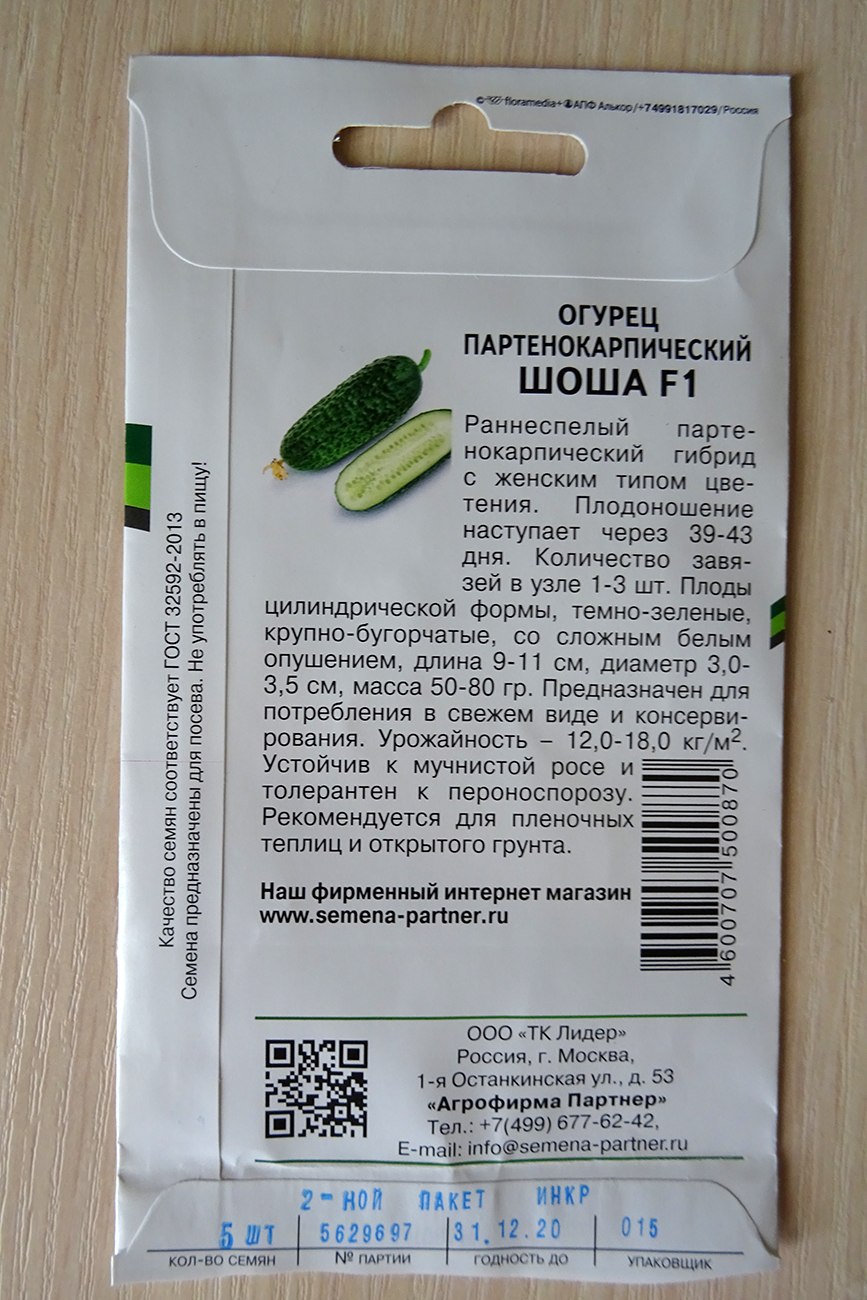 © floramedia+ АПФ Алькор/+74991817029/Россия
ОГУРЕЦ
ПАРТЕНОКАРПИЧЕСКИЙ
ШОША F1
Раннеспелый парте-
нокарпический гибрид
с женским типом цве-
тения. Плодоношение
наступает через 39-43
дня. Количество завя-
зей в узле 1-3 шт. Плоды
цилиндрической формы, темно-зеленые,
крупно-бугорчатые, со сложным белым
опушением, длина 9-11 см, диаметр 3,0-
3,5 см, масса 50-80 гр. Предназначен для
потребления в свежем виде и консерви-
рования. Урожайность – 12,0-18,0 кг/м².
Устойчив к мучнистой росе и
толерантен к пероноспорозу.
Рекомендуется для пленочных
теплиц и открытого грунта.
Наш фирменный интернет магазин
www.semena-partner.ru
4 600707 500870
Качество семян соответствует ГОСТ 32592-2013
Семена предназначены для посева. Не употреблять в пищу!
ООО «ТК Лидер»
Россия, г. Москва,
1-я Останкинская ул., д. 53
«Агрофирма Партнер»
Тел.: +7(499) 677-62-42,
E-mail: info@semena-partner.ru
2-НОЙ ПАКЕТ ИНКР
5 ШТ 5629697 31.12.20 015
КОЛ-ВО СЕМЯН № ПАРТИИ ГОДНОСТЬ ДО УПАКОВЩИК